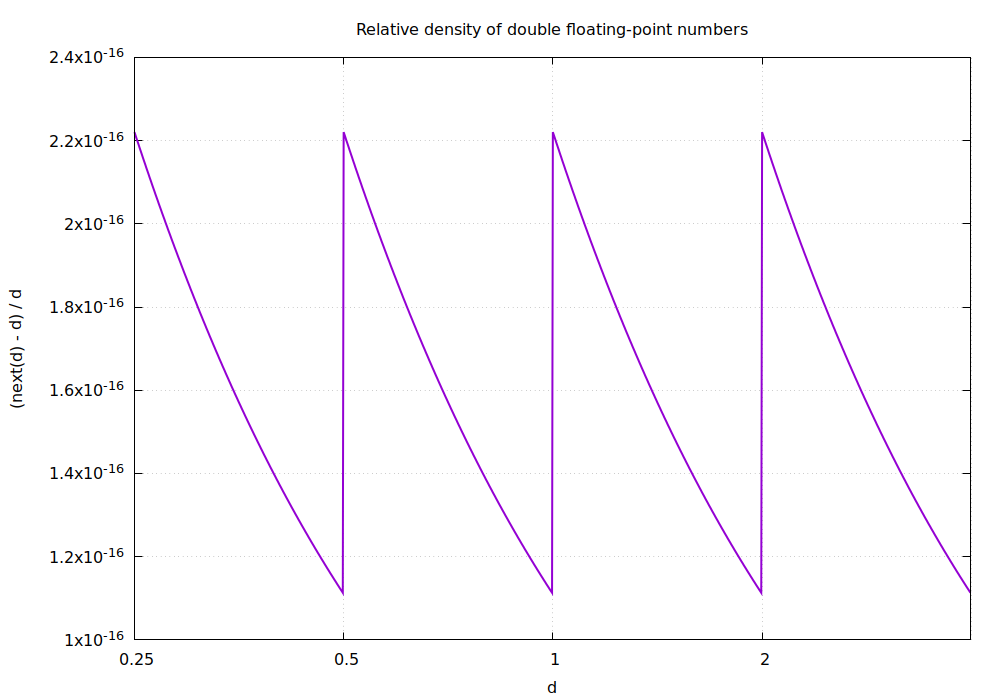 Relative density of double floating-point numbers
2.4x10^-16
2.2x10^-16
2x10^-16
1.8x10^-16
1.6x10^-16
1.4x10^-16
1.2x10^-16
1x10^-16
(next(d) - d) / d
0.25 0.5 1 2
d